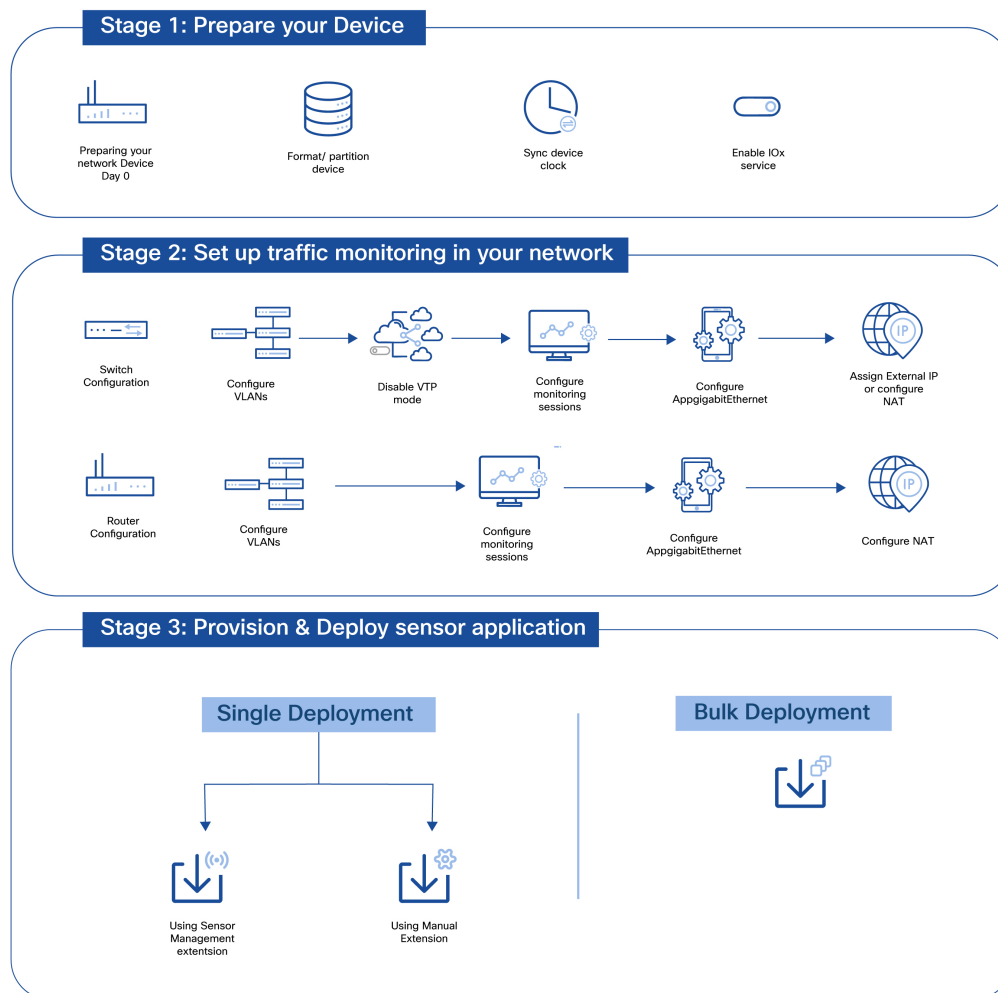 Stage 1: Prepare your Device
Preparing your
network Device
Day 0
Format/ partition
device
Sync device
clock
Enable IOx
service
Stage 2: Set up traffic monitoring in your network
Switch
Configuration
Configure
VLANs
Disable VTP
mode
Configure
monitoring
sessions
Configure
AppgigabitEthernet
IP
Assign External IP
or configure
NAT
Router
Configuration
Configure
VLANs
Configure
monitoring
sessions
Configure
AppgigabitEthernet
IP
Configure NAT
Stage 3: Provision & Deploy sensor application
Single Deployment
Using Sensor
Management
extentsion
Using Manual
Extension
Bulk Deployment